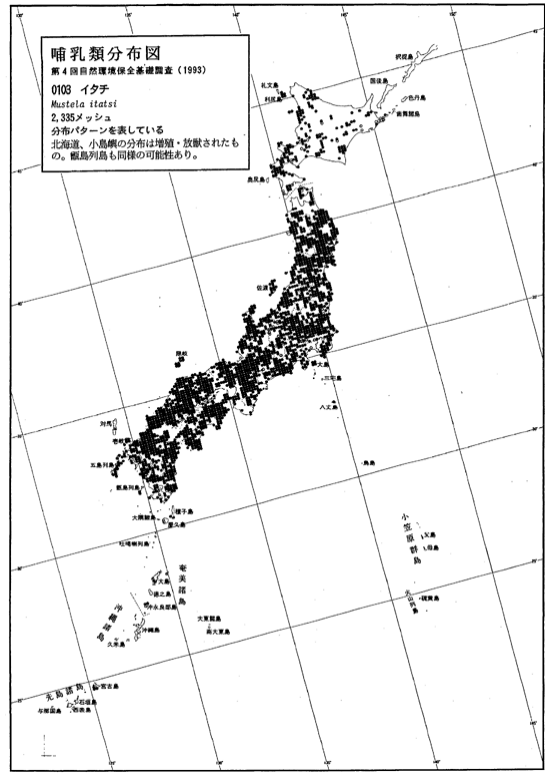 哺乳類分布図
第4回自然環境保全基礎調査(1993)
0103 イタチ
Mustela itatsi
2,335メッシュ
分布パターンを表している
北海道、小島嶼の分布は増殖・放獣されたもの。甑島列島も同様の可能性あり。
択捉島
国後島
色丹島
歯舞諸島
礼文島
利尻島
奥尻島
佐渡
隠岐
大島
三宅島
八丈島
対馬
壱岐
五島列島
甑島列島
鳥島
種子島
大隅諸島
屋久島
吐噶喇列島
小笠原群島
父島
母島
硫黄島
奄美諸島
大島
徳之島
沖永良部島
沖縄島
久米島
大東諸島
南大東島
先島諸島
宮古島
石垣島
西表島
与那国島